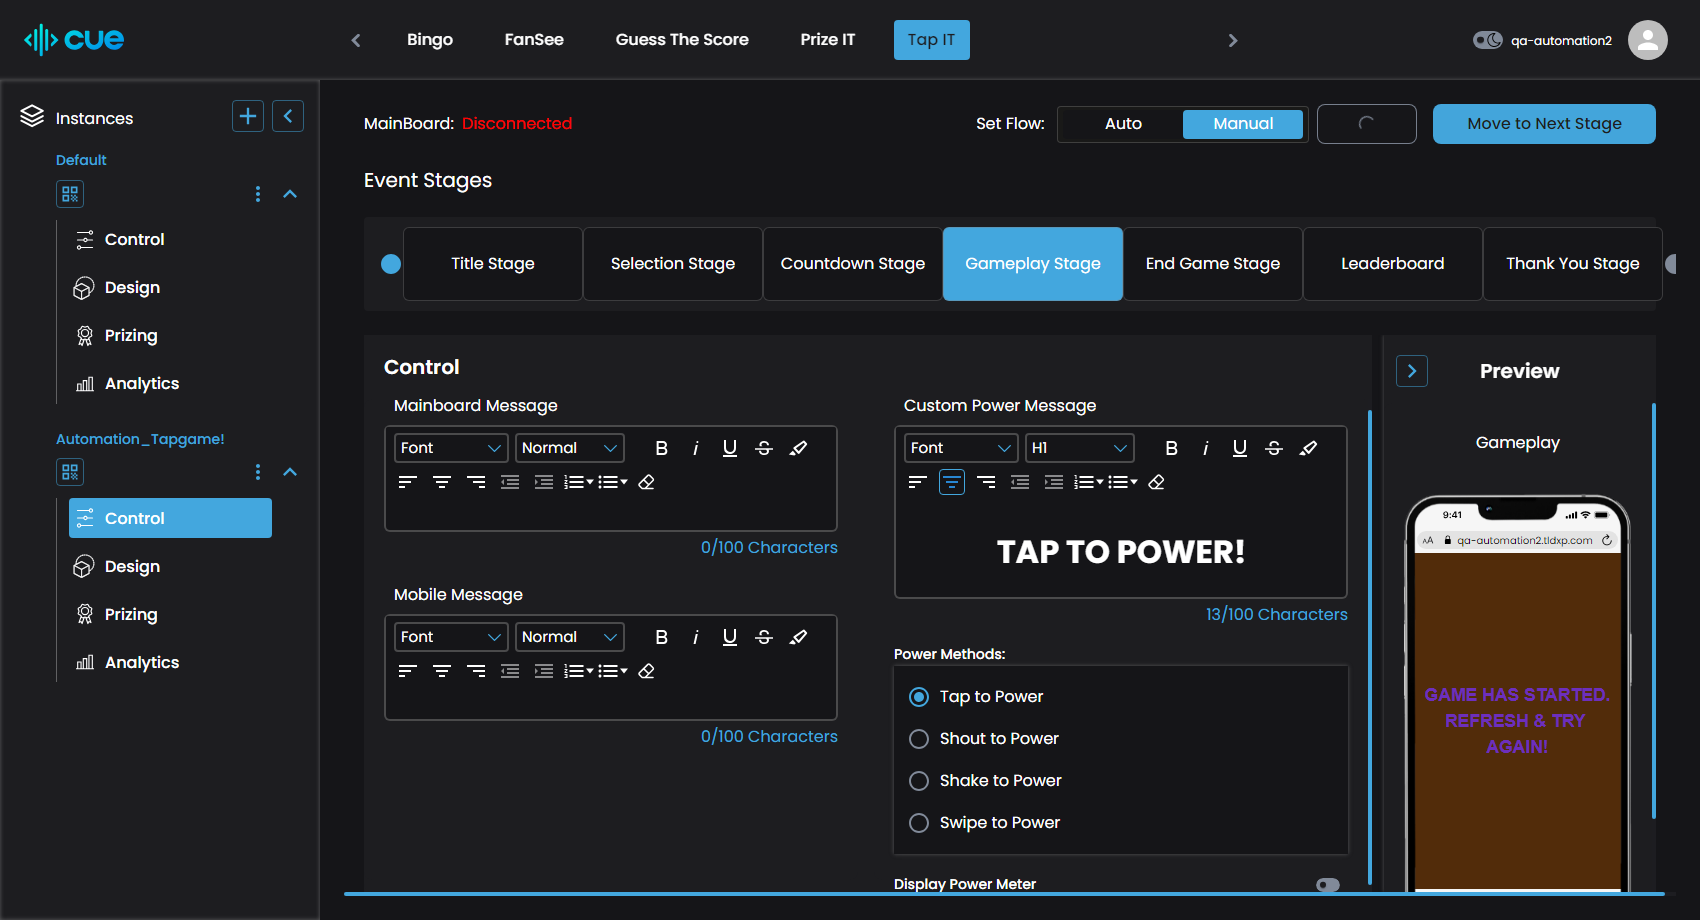 cue
Bingo
FanSee
Guess The Score
Prize IT
Tap IT
qa-automation2
Instances
Default
Control
Design
Prizing
Analytics
Automation_Tapgame!
Control
Design
Prizing
Analytics
MainBoard: Disconnected
Set Flow:
Auto
Manual
Move to Next Stage
Event Stages
Title Stage
Selection Stage
Countdown Stage
Gameplay Stage
End Game Stage
Leaderboard
Thank You Stage
Control
Mainboard Message
Font
Normal
B i U S
0/100 Characters
Mobile Message
Font
Normal
B i U S
0/100 Characters
Custom Power Message
Font
H1
B i U S
TAP TO POWER!
13/100 Characters
Power Methods:
Tap to Power
Shout to Power
Shake to Power
Swipe to Power
Display Power Meter
Preview
Gameplay
9:41
AA qa-automation2.tldxp.com
GAME HAS STARTED.
REFRESH & TRY
AGAIN!